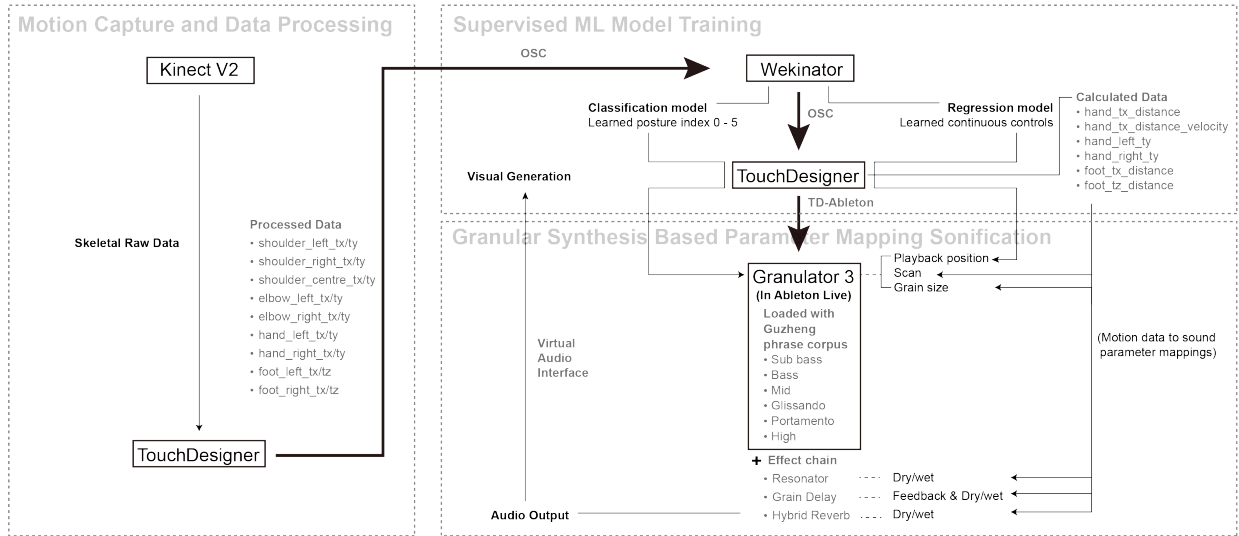 Motion Capture and Data Processing
Kinect V2
Skeletal Raw Data
Processed Data
• shoulder_left_tx/ty
• shoulder_right_tx/ty
• shoulder_centre_tx/ty
• elbow_left_tx/ty
• elbow_right_tx/ty
• hand_left_tx/ty
• hand_right_tx/ty
• foot_left_tx/tz
• foot_right_tx/tz
TouchDesigner
OSC
Supervised ML Model Training
Wekinator
Classification model
Learned posture index 0 - 5
OSC
Regression model
Learned continuous controls
Calculated Data
• hand_tx_distance
• hand_tx_distance_velocity
• hand_left_ty
• hand_right_ty
• foot_tx_distance
• foot_tz_distance
TouchDesigner
Visual Generation
TD-Ableton
Granular Synthesis Based Parameter Mapping Sonification
Playback position
Scan
Grain size
Granulator 3
(In Ableton Live)
Loaded with
Guzheng
phrase corpus
• Sub bass
• Bass
• Mid
• Glissando
• Portamento
• High
Virtual
Audio
Interface
(Motion data to sound
parameter mappings)
+ Effect chain
• Resonator
Dry/wet
• Grain Delay
Feedback & Dry/wet
• Hybrid Reverb
Dry/wet
Audio Output